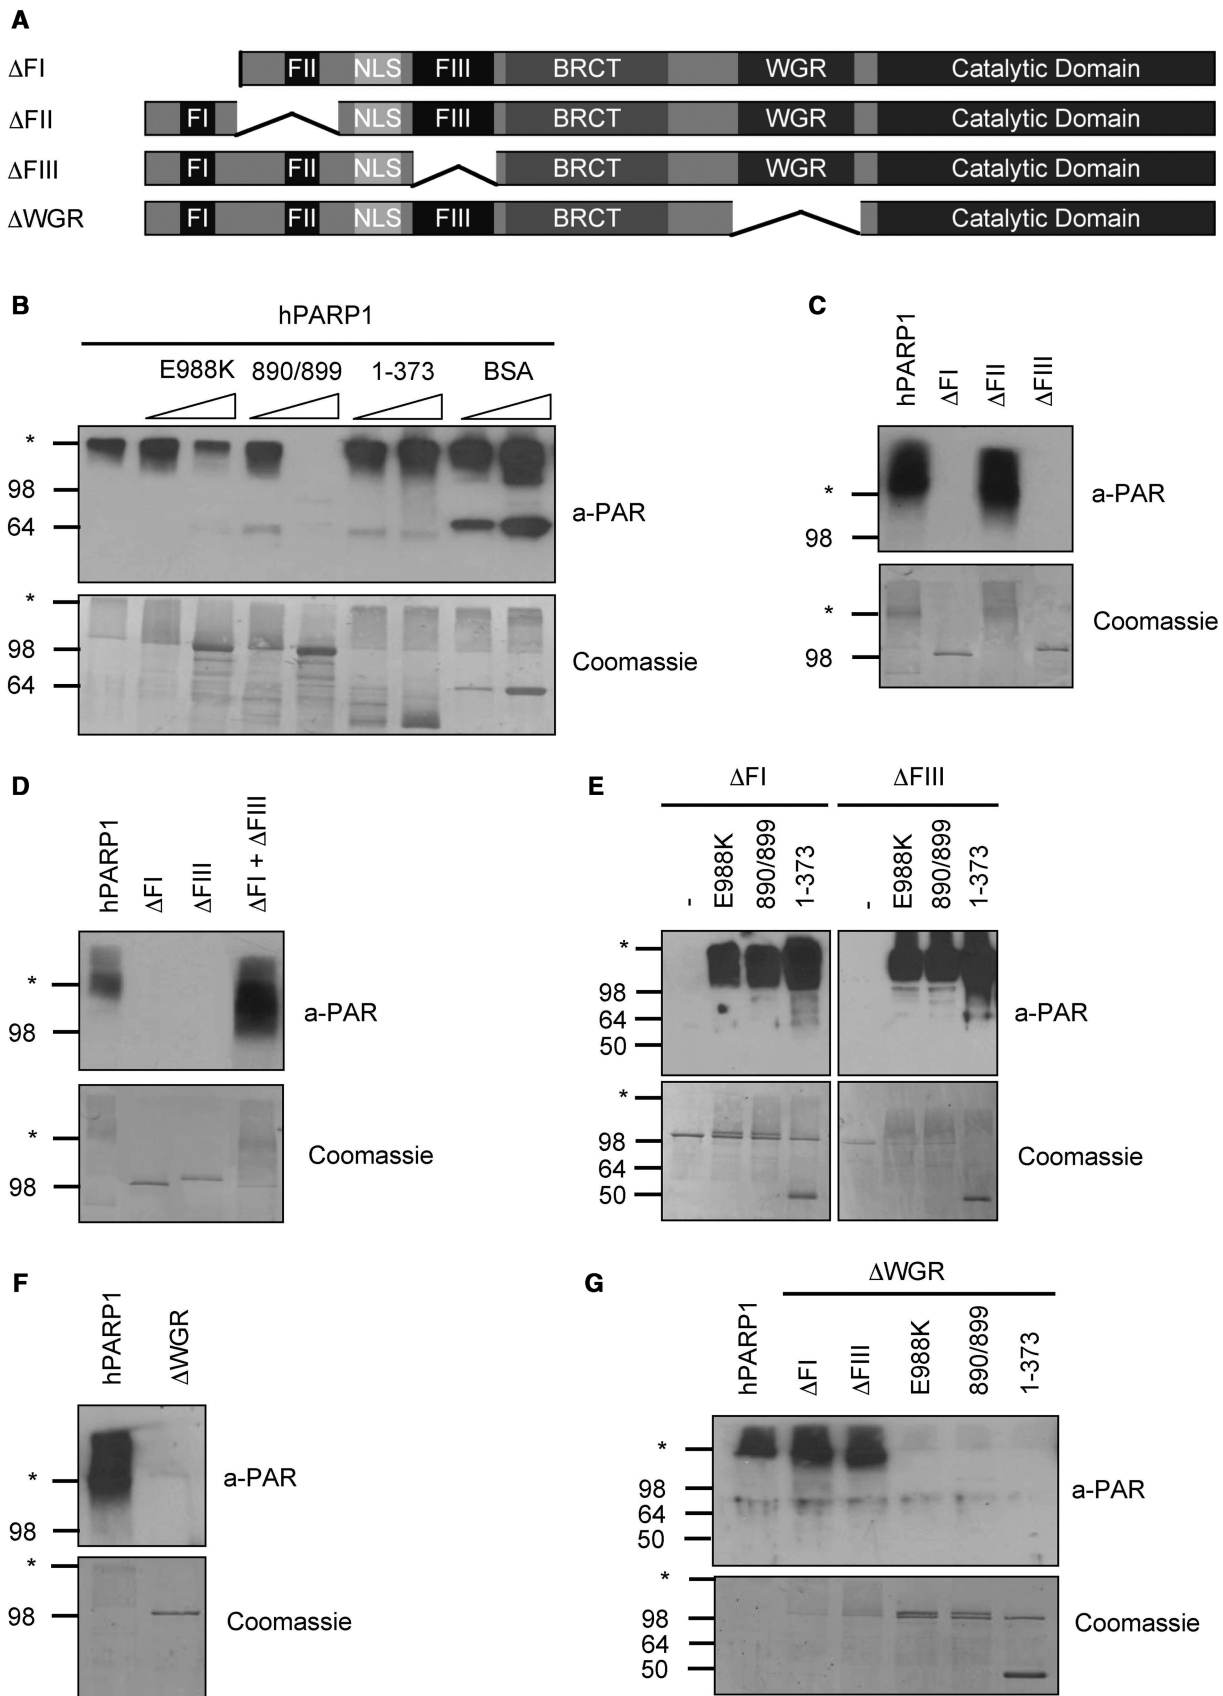 A
ΔFI FII NLS FIII BRCT WGR Catalytic Domain
ΔFII FI NLS FIII BRCT WGR Catalytic Domain
ΔFIII FI FII NLS BRCT WGR Catalytic Domain
ΔWGR FI FII NLS FIII BRCT Catalytic Domain
B
hPARP1
E988K 890/899 1-373 BSA
*
98
64
a-PAR
*
98
64
Coomassie
C
hPARP1 ΔFI ΔFII ΔFIII
*
98
a-PAR
*
98
Coomassie
D
hPARP1 ΔFI ΔFIII ΔFI + ΔFIII
*
98
a-PAR
*
98
Coomassie
E
ΔFI ΔFIII
- E988K 890/899 1-373 - E988K 890/899 1-373
*
98
64
50
a-PAR
*
98
64
50
Coomassie
F
hPARP1 ΔWGR
*
98
a-PAR
*
98
Coomassie
G
ΔWGR
hPARP1 ΔFI ΔFIII E988K 890/899 1-373
*
98
64
50
a-PAR
*
98
64
50
Coomassie